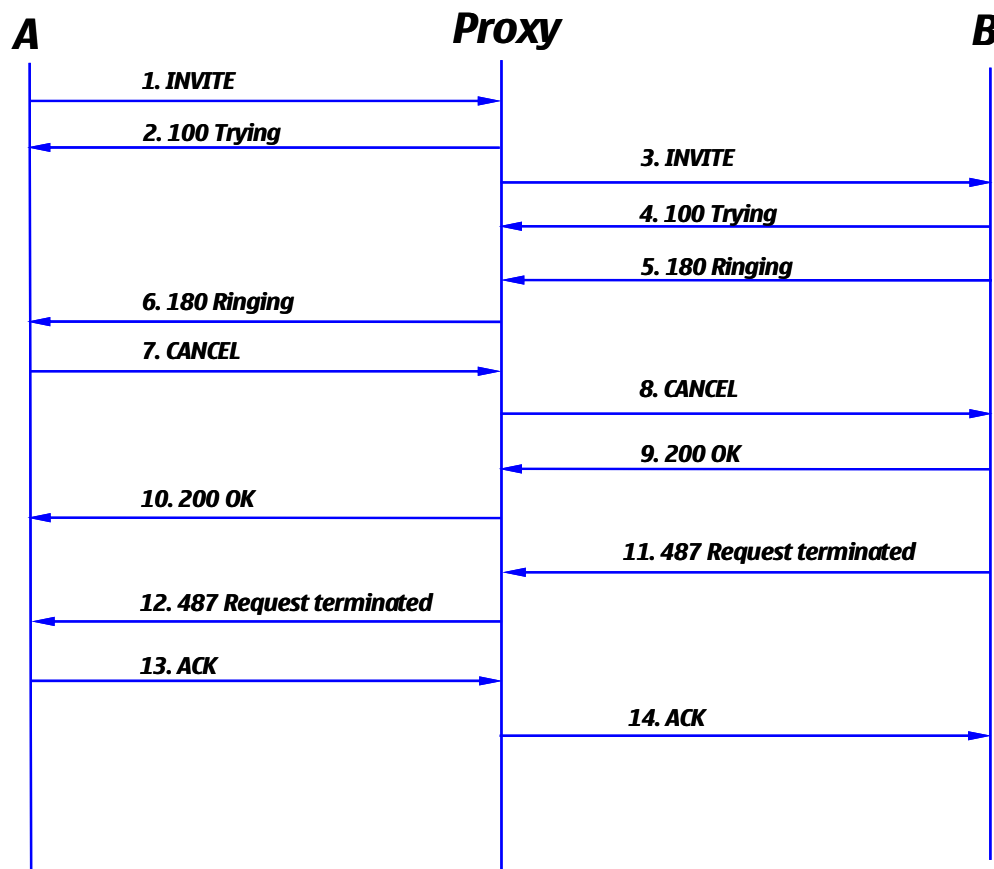 A
Proxy
B
1. INVITE
2. 100 Trying
3. INVITE
4. 100 Trying
5. 180 Ringing
6. 180 Ringing
7. CANCEL
8. CANCEL
9. 200 OK
10. 200 OK
11. 487 Request terminated
12. 487 Request terminated
13. ACK
14. ACK